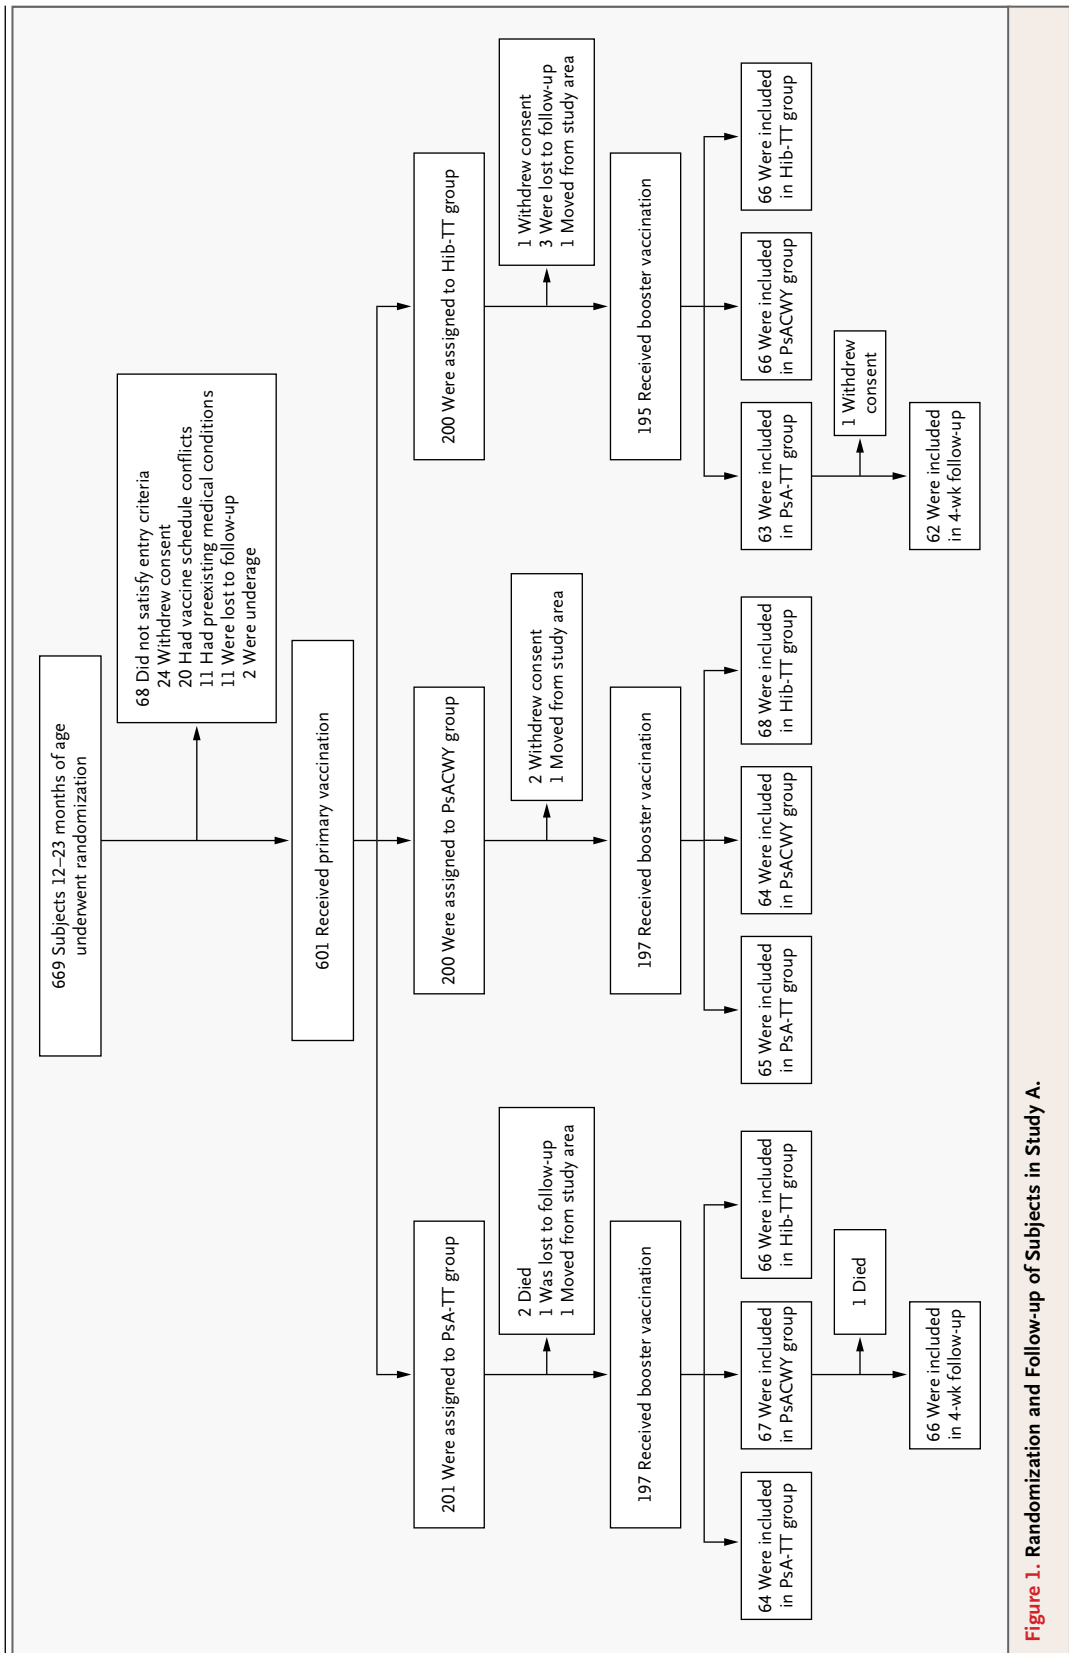 669 Subjects 12–23 months of age
underwent randomization
68 Did not satisfy entry criteria
24 Withdrew consent
20 Had vaccine schedule conflicts
11 Had preexisting medical conditions
11 Were lost to follow-up
2 Were underage
601 Received primary vaccination
201 Were assigned to PsA-TT group
200 Were assigned to PsACWY group
200 Were assigned to Hib-TT group
2 Died
1 Was lost to follow-up
1 Moved from study area
2 Withdrew consent
1 Moved from study area
1 Withdrew consent
3 Were lost to follow-up
1 Moved from study area
197 Received booster vaccination
197 Received booster vaccination
195 Received booster vaccination
64 Were included
in PsA-TT group
67 Were included
in PsACWY group
66 Were included
in Hib-TT group
65 Were included
in PsA-TT group
64 Were included
in PsACWY group
68 Were included
in Hib-TT group
63 Were included
in PsA-TT group
66 Were included
in PsACWY group
66 Were included
in Hib-TT group
1 Died
1 Withdrew
consent
66 Were included
in 4-wk follow-up
62 Were included
in 4-wk follow-up
Figure 1. Randomization and Follow-up of Subjects in Study A.